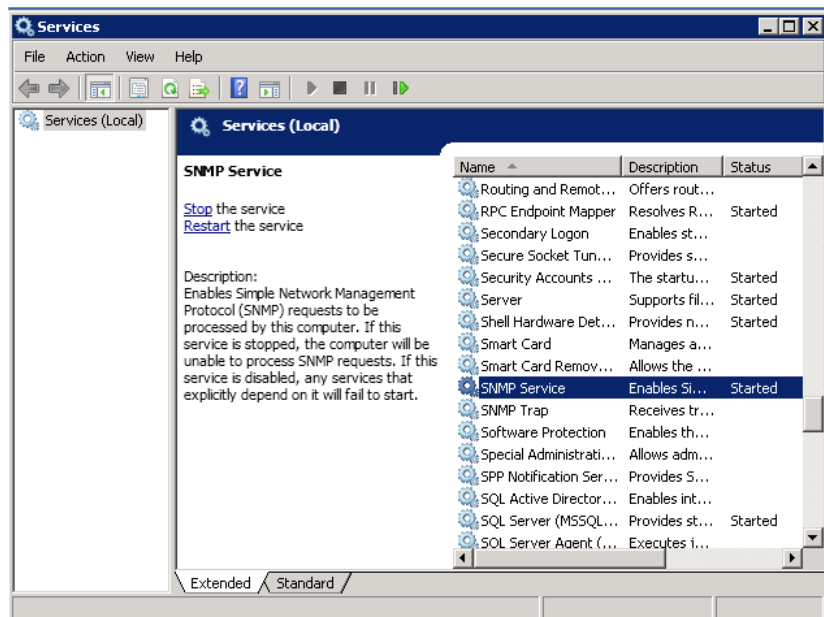 Services
File Action View Help
Services (Local)
Services (Local)
SNMP Service
Stop the service
Restart the service
Description:
Enables Simple Network Management
Protocol (SNMP) requests to be
processed by this computer. If this
service is stopped, the computer will be
unable to process SNMP requests. If this
service is disabled, any services that
explicitly depend on it will fail to start.
Name Description Status
Routing and Remot... Offers rout...
RPC Endpoint Mapper Resolves R... Started
Secondary Logon Enables st...
Secure Socket Tun... Provides s...
Security Accounts ... The startu... Started
Server Supports fil... Started
Shell Hardware Det... Provides n... Started
Smart Card Manages a...
Smart Card Remov... Allows the ...
SNMP Service Enables Si... Started
SNMP Trap Receives tr...
Software Protection Enables th...
Special Administrati... Allows adm...
SPP Notification Ser... Provides S...
SQL Active Director... Enables int...
SQL Server (MSSQL... Provides st... Started
SQL Server Agent (... Executes i...
Extended Standard